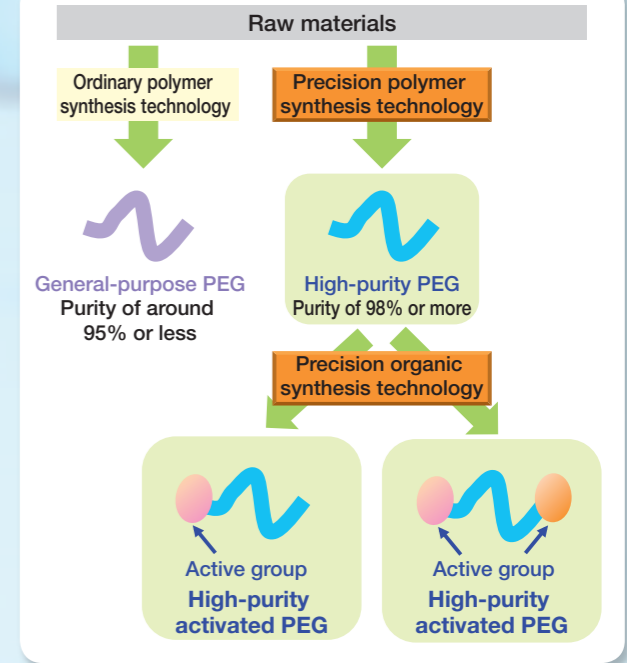 Raw materials
Ordinary polymer
synthesis technology
Precision polymer
synthesis technology
General-purpose PEG
Purity of around
95% or less
High-purity PEG
Purity of 98% or more
Precision organic
synthesis technology
Active group
High-purity
activated PEG
Active group
High-purity
activated PEG